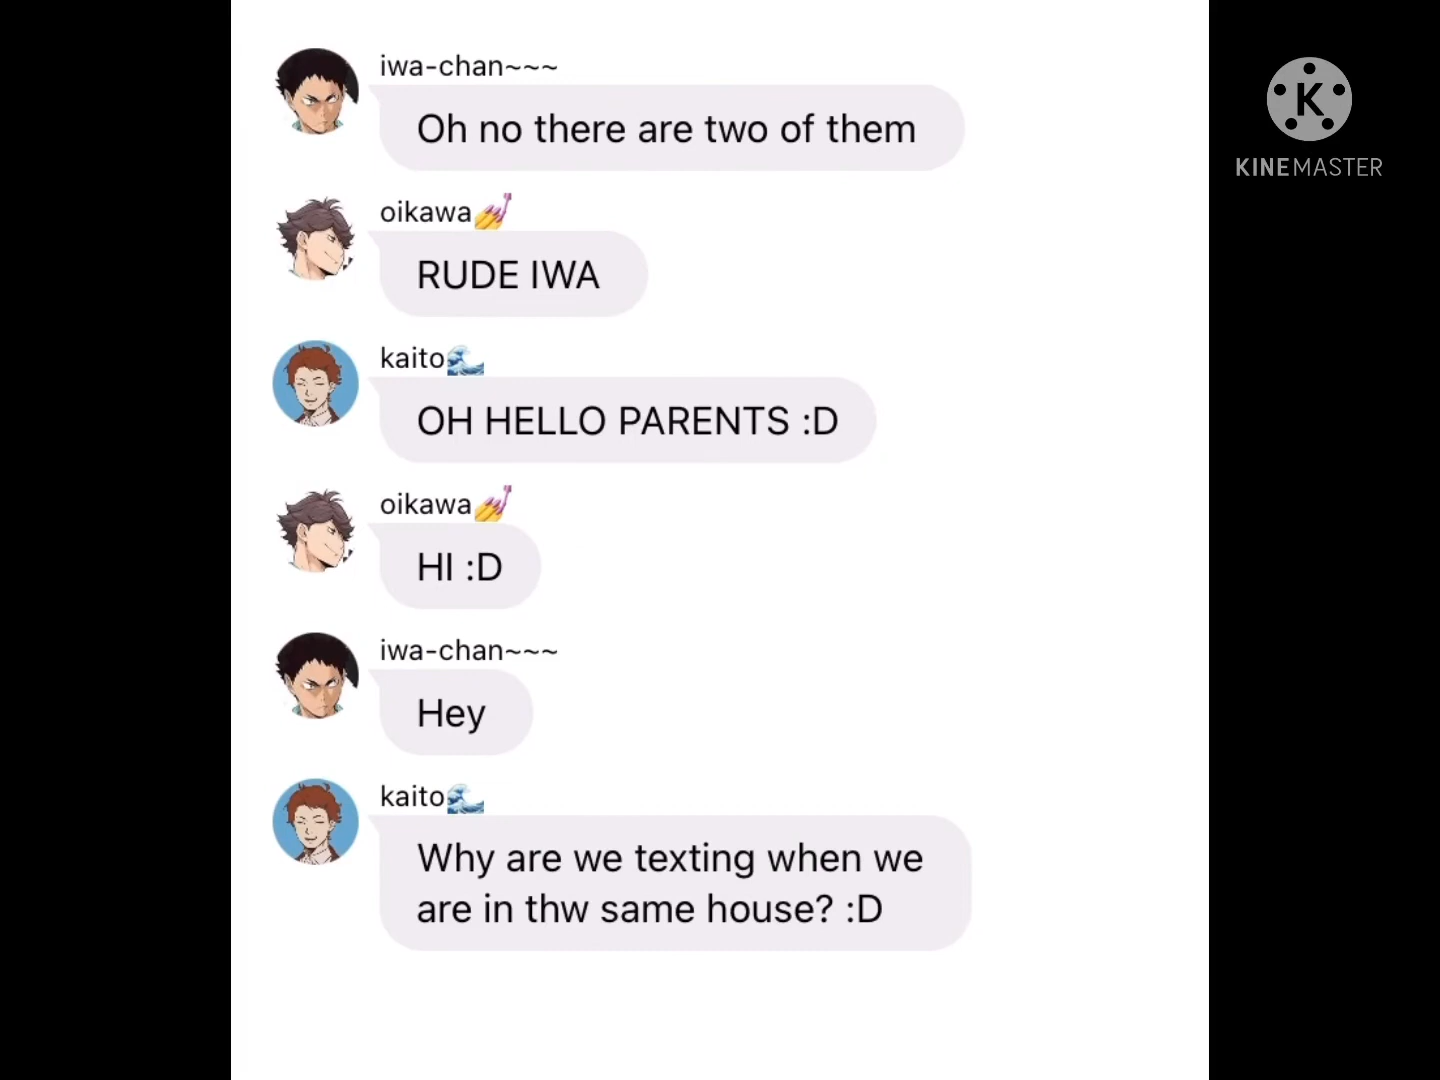 iwa-chan~~~
Oh no there are two of them
oikawa💅
RUDE IWA
kaito🌊
OH HELLO PARENTS :D
oikawa💅
HI :D
iwa-chan~~~
Hey
kaito🌊
Why are we texting when we
are in thw same house? :D
K
KINEMASTER